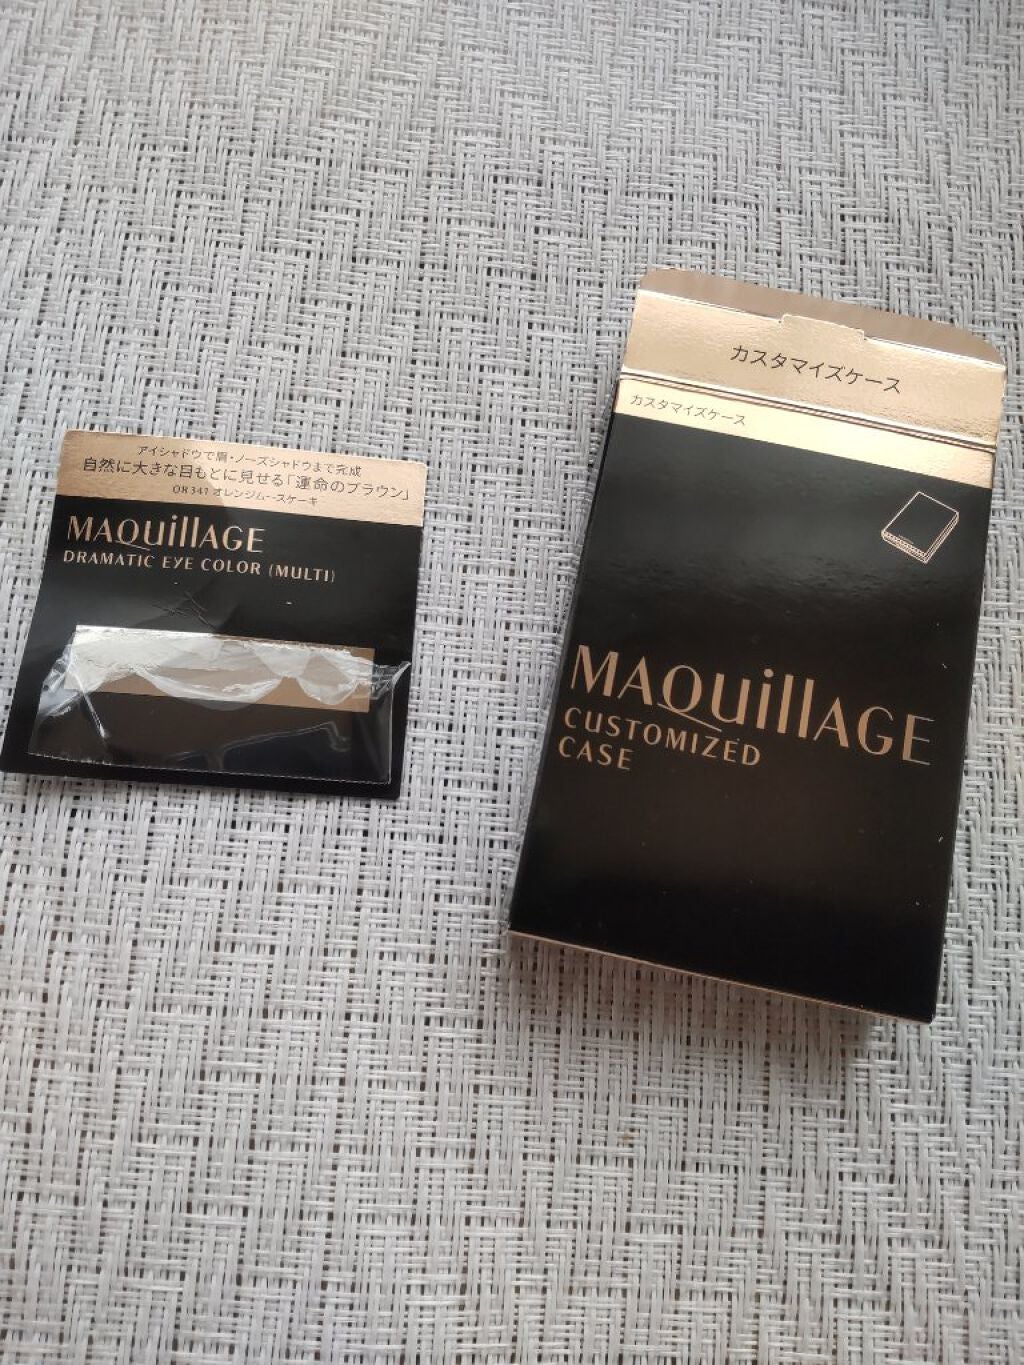 アイシャドウで眉・ノーズシャドウまで完成
自然に大きな目もとに見せる「運命のブラウン」
OR341 オレンジムースケーキ
MAQuillAGE
DRAMATIC EYE COLOR (MULTI)
カスタマイズケース
カスタマイズケース
MAQuillAGE
CUSTOMIZED
CASE